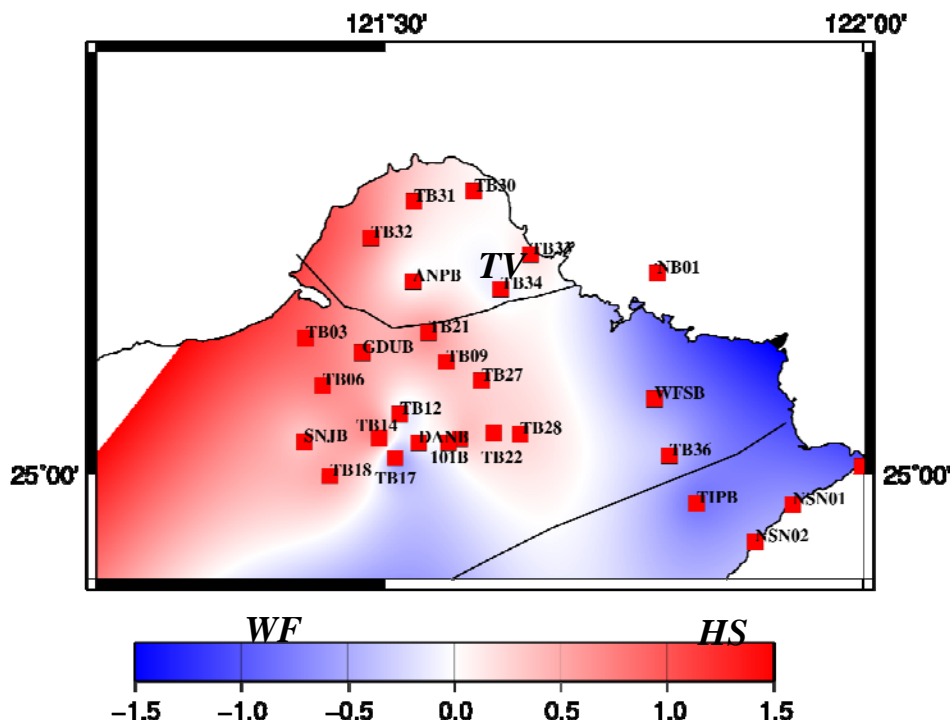 121°30' 122°00'
TB30
TB31
TB32
TB33
TV
NB01
ANPB
TB34
TB21
TB03
GDUB
TB09
TB27
TB06
WFSB
TB12
TB14
DANB
TB28
SNJB
101B
TB22
TB36
25°00' 25°00'
TB18
TB17
TIPB
NSN01
NSN02
WF HS
−1.5 −1.0 −0.5 0.0 0.5 1.0 1.5